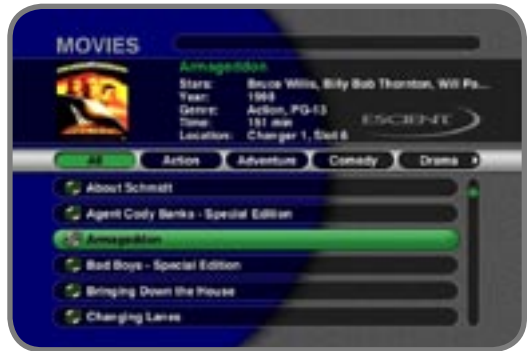 MOVIES
Armageddon
Stars: Bruce Willis, Billy Bob Thornton, Will Pa...
Year: 1998
Genre: Action, PG-13
Time: 151 min
Location: Changer 1, Slot 6
ESCIENT
All Action Adventure Comedy Drama
About Schmidt
Agent Cody Banks - Special Edition
Armageddon
Bad Boys - Special Edition
Bringing Down the House
Changing Lanes